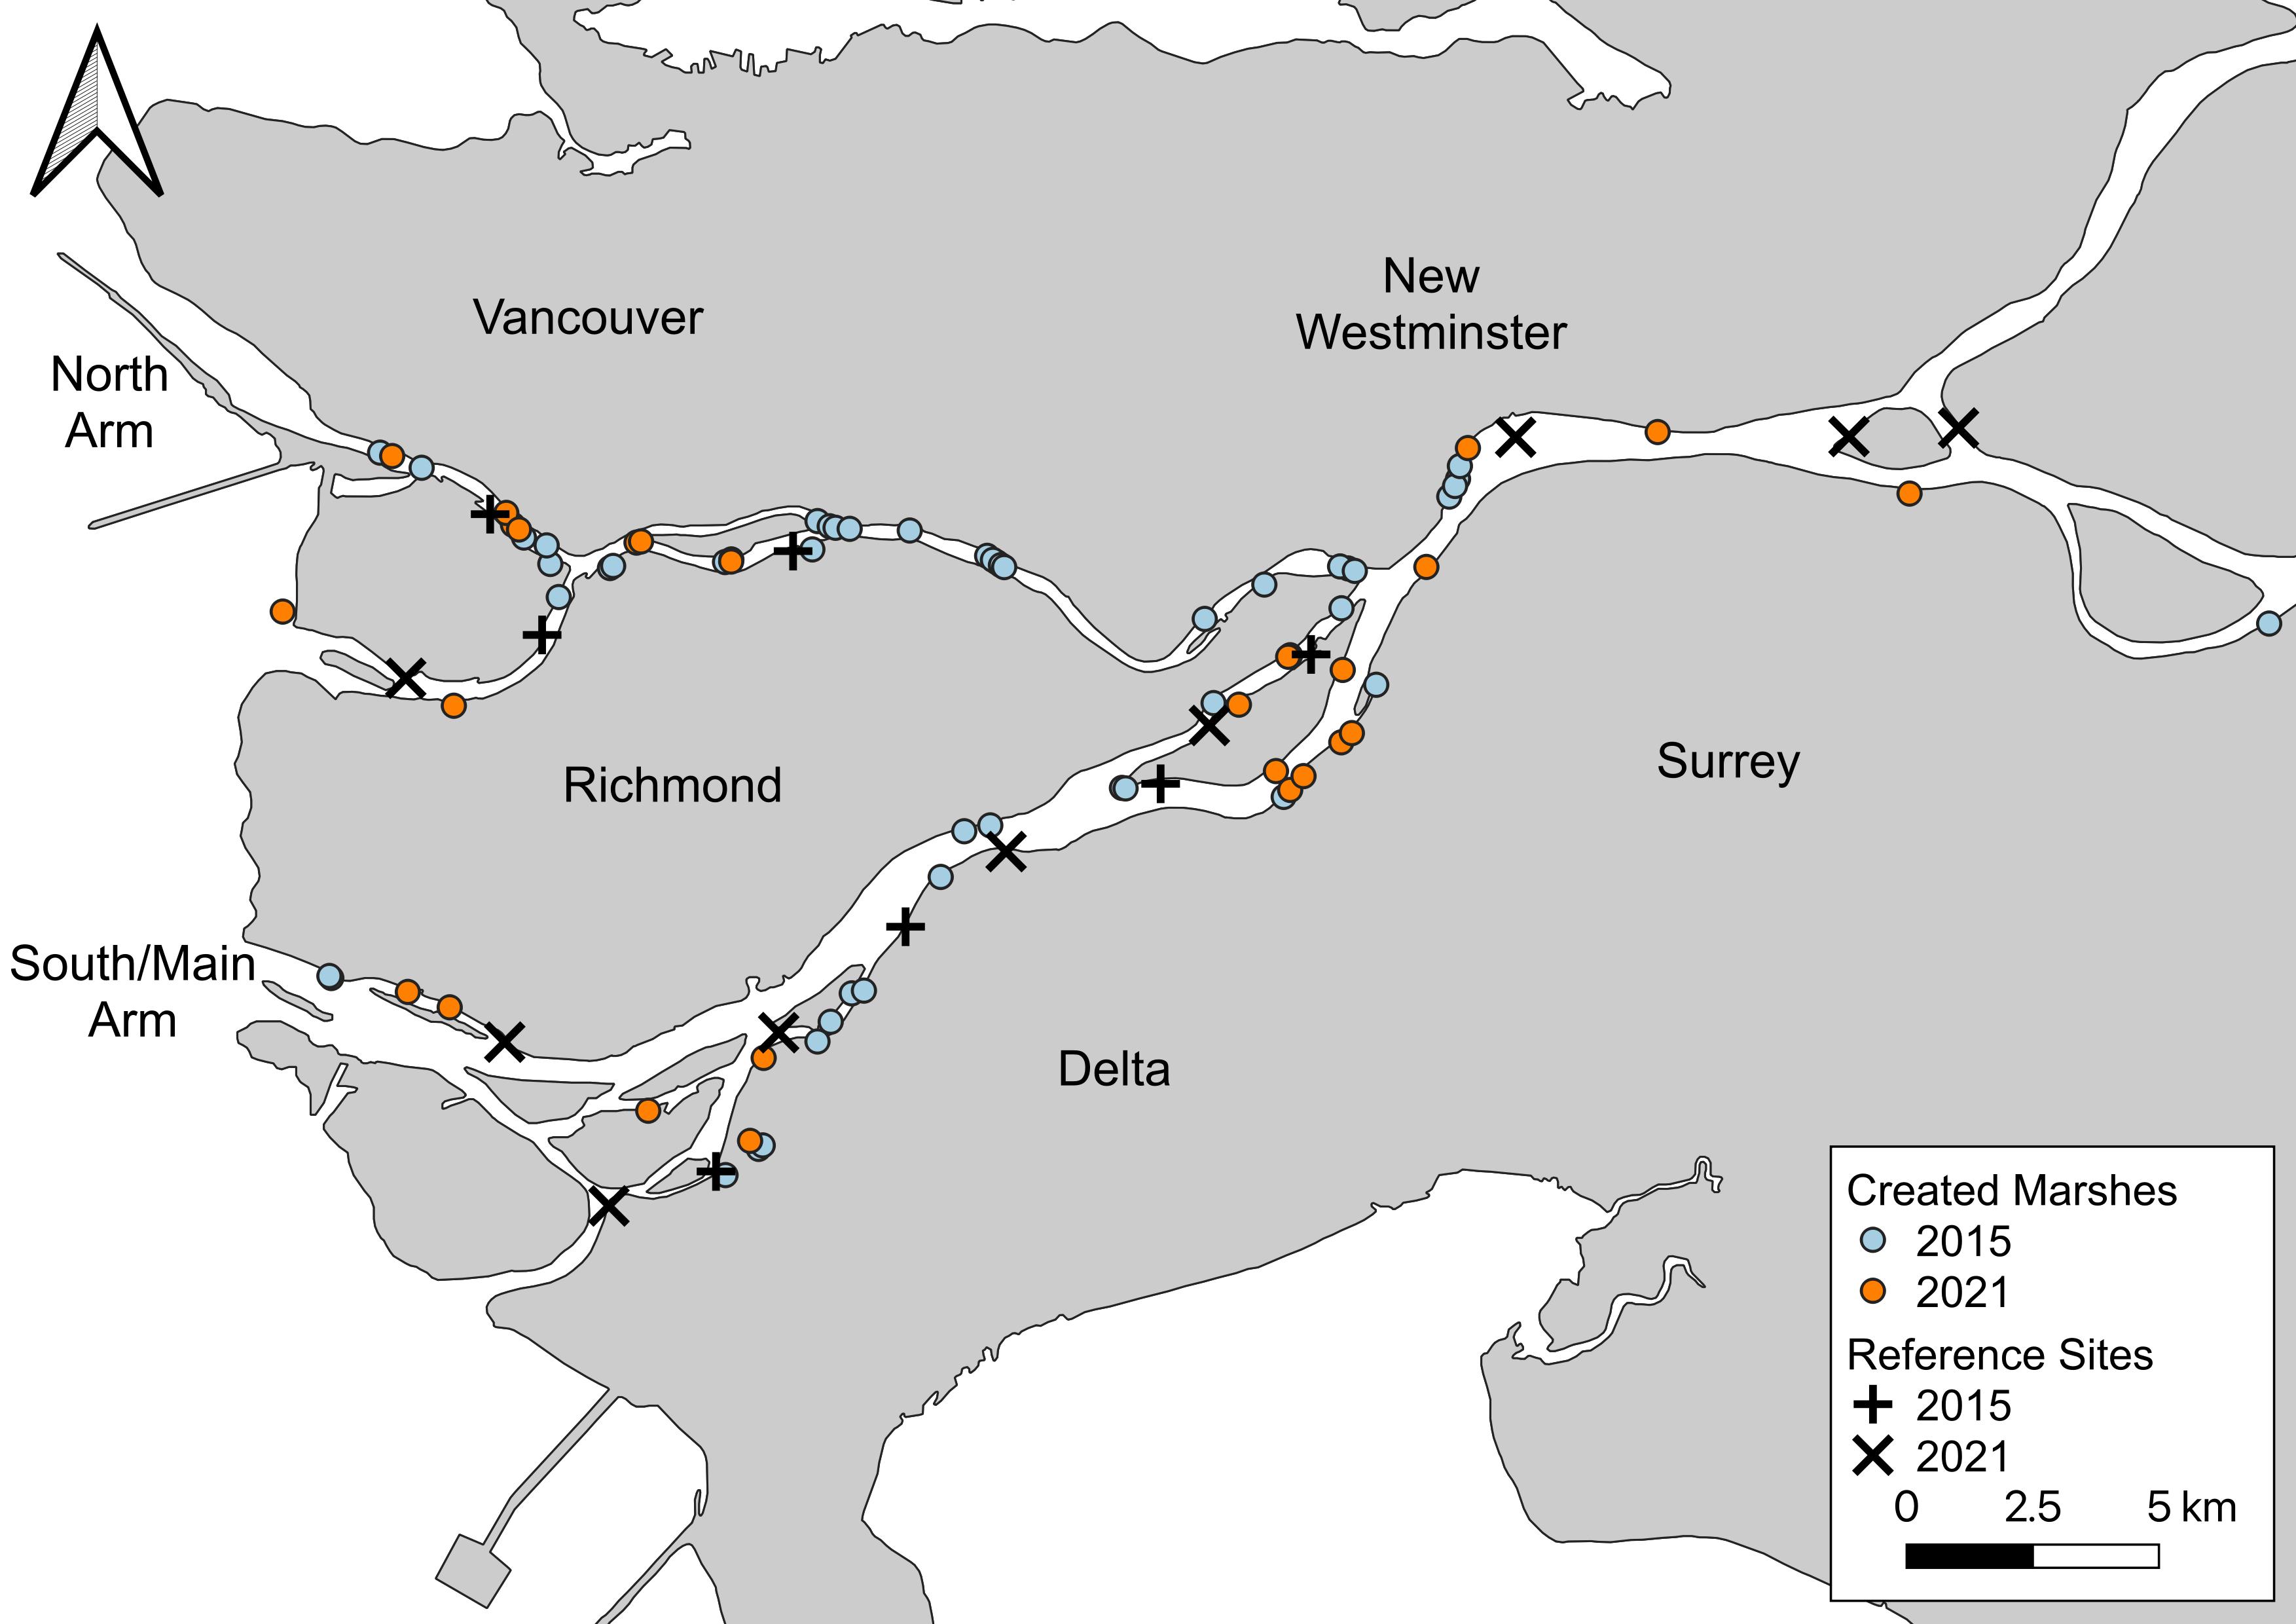 New
Westminster
Vancouver
North
Arm
Surrey
Richmond
South/Main
Arm
Delta
Created Marshes
2015
2021
Reference Sites
2015
2021
0 2.5 5 km